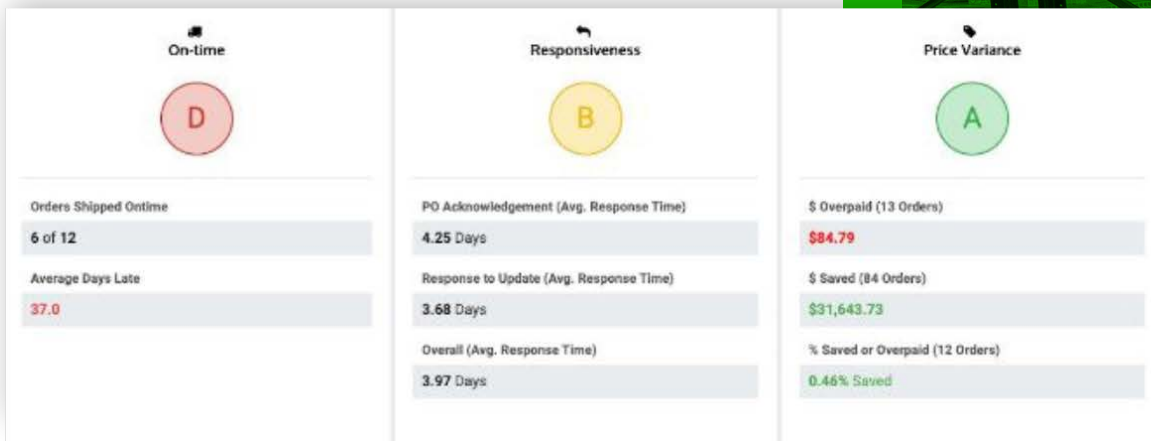 On-time
D
Orders Shipped Ontime
6 of 12
Average Days Late
37.0
Responsiveness
B
PO Acknowledgement (Avg. Response Time)
4.25 Days
Response to Update (Avg. Response Time)
3.68 Days
Overall (Avg. Response Time)
3.97 Days
Price Variance
A
$ Overpaid (13 Orders)
$84.79
$ Saved (84 Orders)
$31,643.73
% Saved or Overpaid (12 Orders)
0.46% Saved